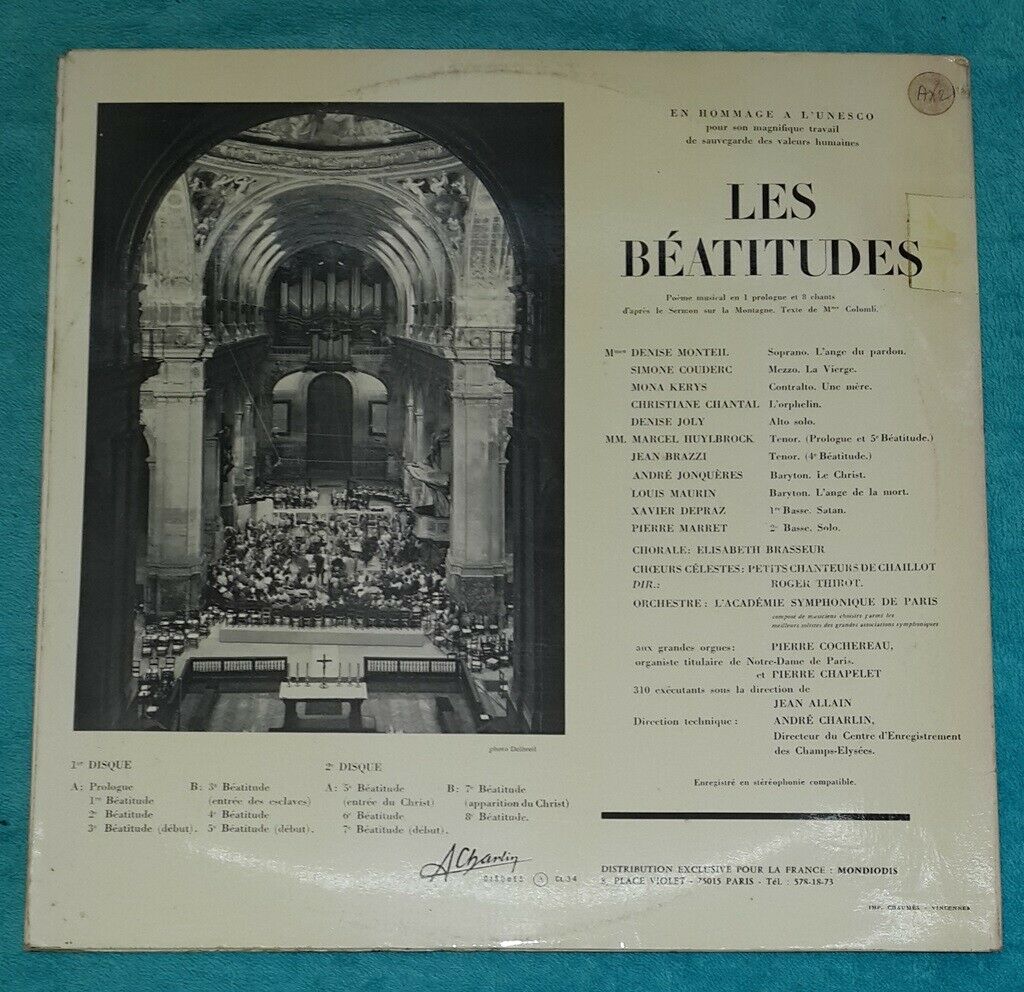 AX2
EN HOMMAGE A L'UNESCO
pour son magnifique travail
de sauvegarde des valeurs humaines
LES
BÉATITUDES
Poème musical en 1 prologue et 8 chants
d'après le Sermon sur la Montagne. Texte de Mme Colomb.
Mmes DENISE MONTEIL Soprano. L'ange du pardon.
SIMONE COUDERC Mezzo. La Vierge.
MONA KERYS Contralto. Une mère.
CHRISTIANE CHANTAL L'orphelin.
DENISE JOLY Alto solo.
MM. MARCEL HUYLBROCK Tenor. (Prologue et 5e Béatitude.)
JEAN BRAZZI Tenor. (4e Béatitude.)
ANDRÉ JONQUÈRES Baryton. Le Christ.
LOUIS MAURIN Baryton. L'ange de la mort.
XAVIER DEPRAZ 1re Basse. Satan.
PIERRE MARRET 2e Basse. Solo.
CHORALE: ELISABETH BRASSEUR
CHŒURS CÉLESTES: PETITS CHANTEURS DE CHAILLOT
DIR.: ROGER THIROT.
ORCHESTRE: L'ACADÉMIE SYMPHONIQUE DE PARIS
composé de musiciens choisis parmi les
meilleurs solistes des grandes associations symphoniques
aux grandes orgues: PIERRE COCHEREAU,
organiste titulaire de Notre-Dame de Paris.
et PIERRE CHAPELET
310 exécutants sous la direction de
JEAN ALLAIN
Direction technique: ANDRÉ CHARLIN,
Directeur du Centre d'Enregistrement
des Champs-Elysées.
Enregistré en stéréophonie compatible.
photo Delbreil
1er DISQUE
A: Prologue
1re Béatitude
2e Béatitude
3e Béatitude (début).
B: 3e Béatitude
(entrée des esclaves)
4e Béatitude
5e Béatitude (début).
2e DISQUE
A: 5e Béatitude
(entrée du Christ)
6e Béatitude
7e Béatitude (début).
B: 7e Béatitude
(apparition du Christ)
8e Béatitude.
A Charlin
disques A CL 34
DISTRIBUTION EXCLUSIVE POUR LA FRANCE: MONDIODIS
8, PLACE VIOLET - 75015 PARIS - Tél.: 578-18-73
IMP. CHAUMÈS - VINCENNES